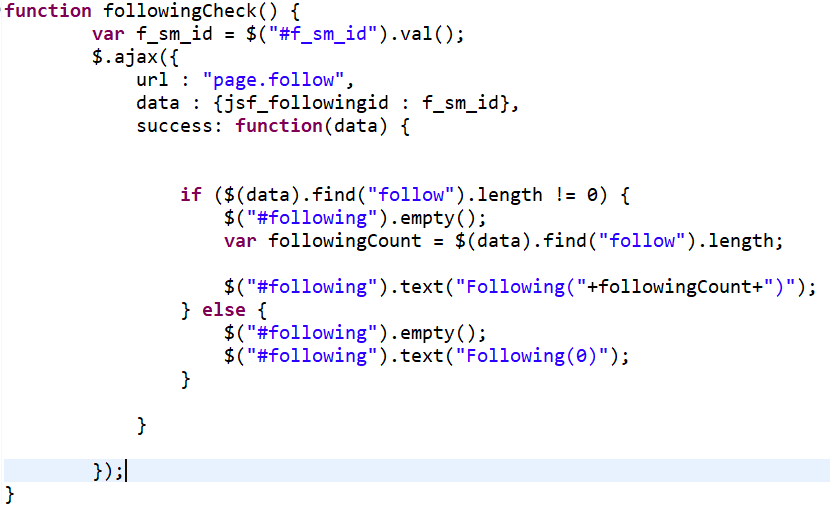 function followingCheck() {
        var f_sm_id = $("#f_sm_id").val();
        $.ajax({
            url : "page.follow",
            data : {jsf_followingid : f_sm_id},
            success: function(data) {
                if ($(data).find("follow").length != 0) {
                    $("#following").empty();
                    var followingCount = $(data).find("follow").length;
                    $("#following").text("Following("+followingCount+")");
                } else {
                    $("#following").empty();
                    $("#following").text("Following(0)");
                }
            }
        });
}